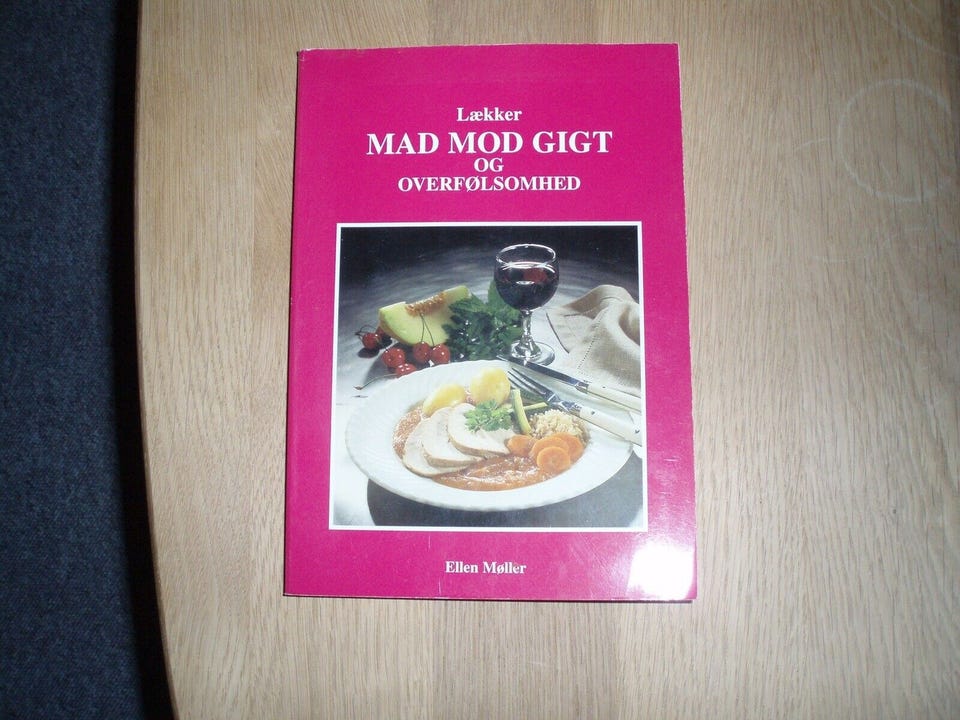 Lækker
MAD MOD GIGT
OG
OVERFØLSOMHED
Ellen Møller